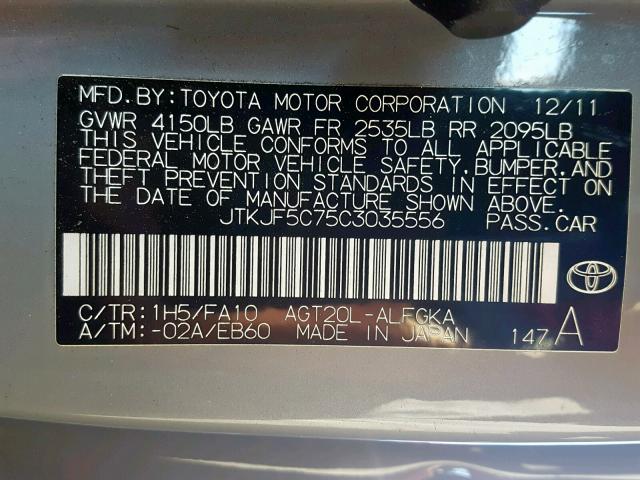 MFD.BY:TOYOTA MOTOR CORPORATION 12/11
GVWR 4150LB GAWR FR 2535LB RR 2095LB
THIS VEHICLE CONFORMS TO ALL APPLICABLE
FEDERAL MOTOR VEHICLE SAFETY,BUMPER,AND
THEFT PREVENTION STANDARDS IN EFFECT ON
THE DATE OF MANUFACTURE SHOWN ABOVE.
JTKJF5C75C3035556 PASS.CAR
C/TR:1H5/FA10 AGT20L-ALFGKA
A/TM:-02A/EB60 MADE IN JAPAN 147 A